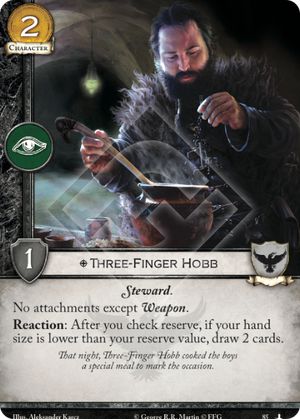 2
Character
1
Three-Finger Hobb
Steward.
No attachments except Weapon.
Reaction: After you check reserve, if your hand
size is lower than your reserve value, draw 2 cards.
That night, Three-Finger Hobb cooked the boys
a special meal to mark the occasion.
Illus. Aleksander Karcz © George R.R. Martin © FFG 85